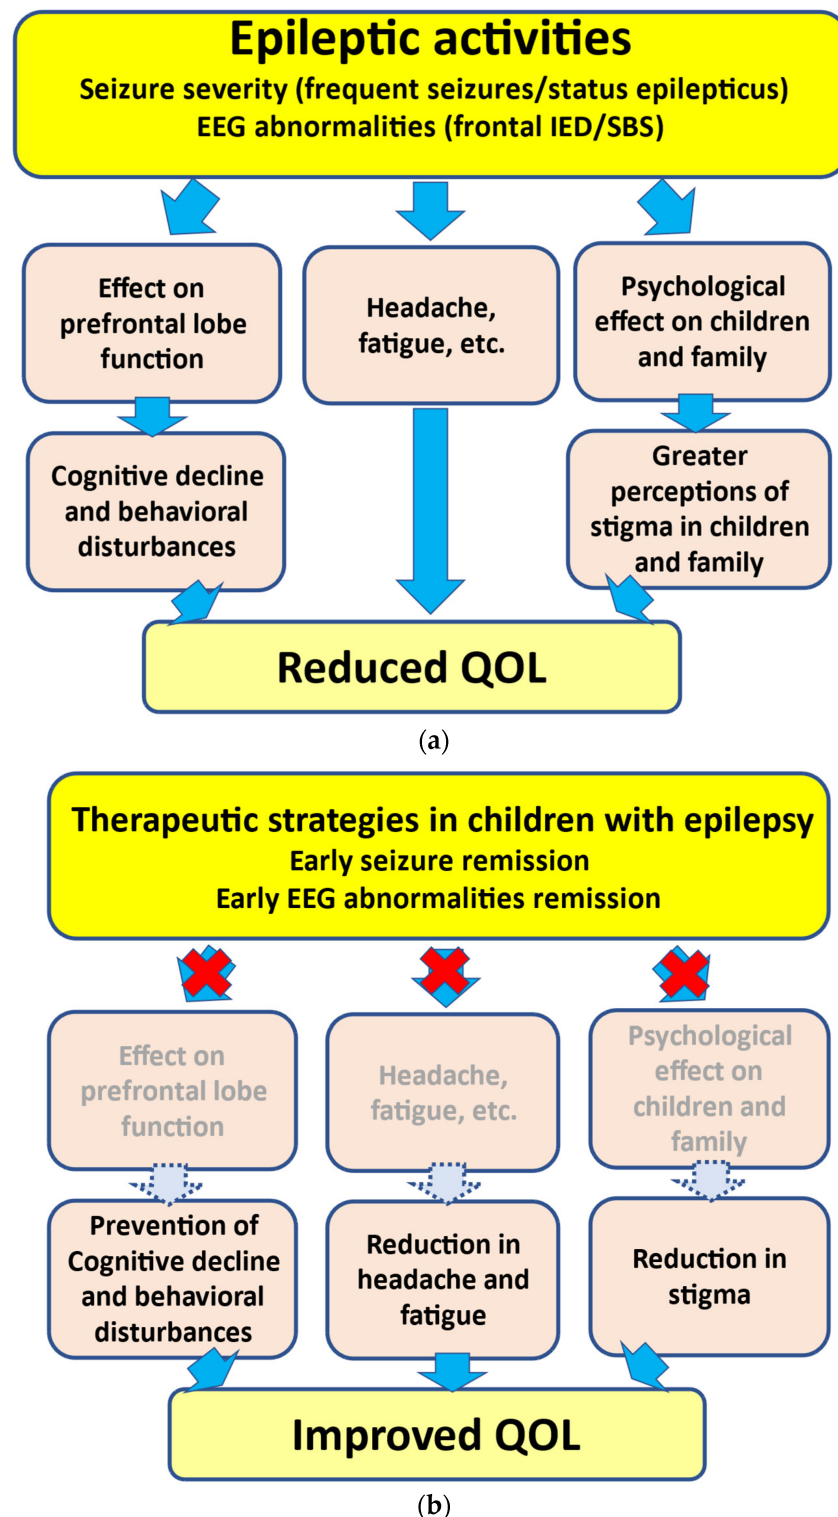 Epileptic activities
Seizure severity (frequent seizures/status epilepticus)
EEG abnormalities (frontal IED/SBS)
Effect on
prefrontal lobe
function
Headache,
fatigue, etc.
Psychological
effect on children
and family
Cognitive decline
and behavioral
disturbances
Greater
perceptions of
stigma in children
and family
Reduced QOL
(a)
Therapeutic strategies in children with epilepsy
Early seizure remission
Early EEG abnormalities remission
Effect on
prefrontal lobe
function
Headache,
fatigue, etc.
Psychological
effect on
children and
family
Prevention of
Cognitive decline
and behavioral
disturbances
Reduction in
headache and
fatigue
Reduction in
stigma
Improved QOL
(b)